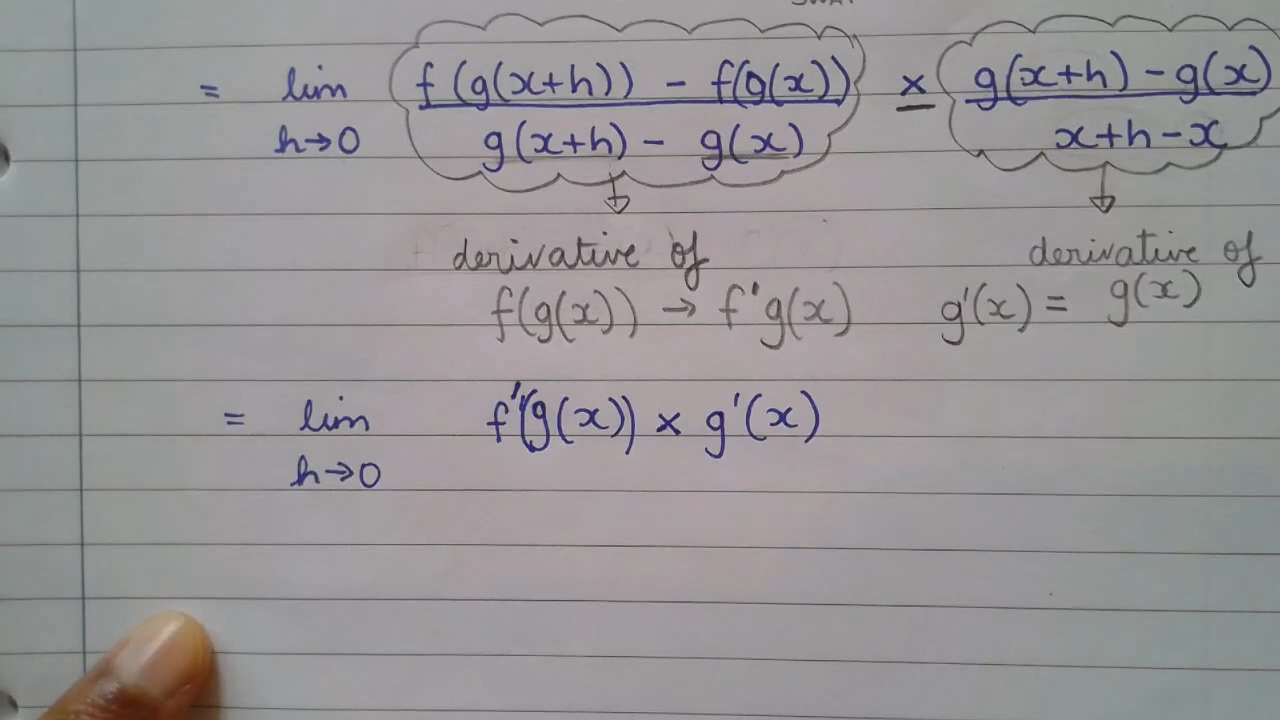 = lim f(g(x+h)) - f(g(x)) × g(x+h) - g(x)
h→0 g(x+h) - g(x) x+h-x
derivative of derivative of
f(g(x)) → f'g(x) g'(x) = g(x)
= lim f'(g(x)) × g'(x)
h→0